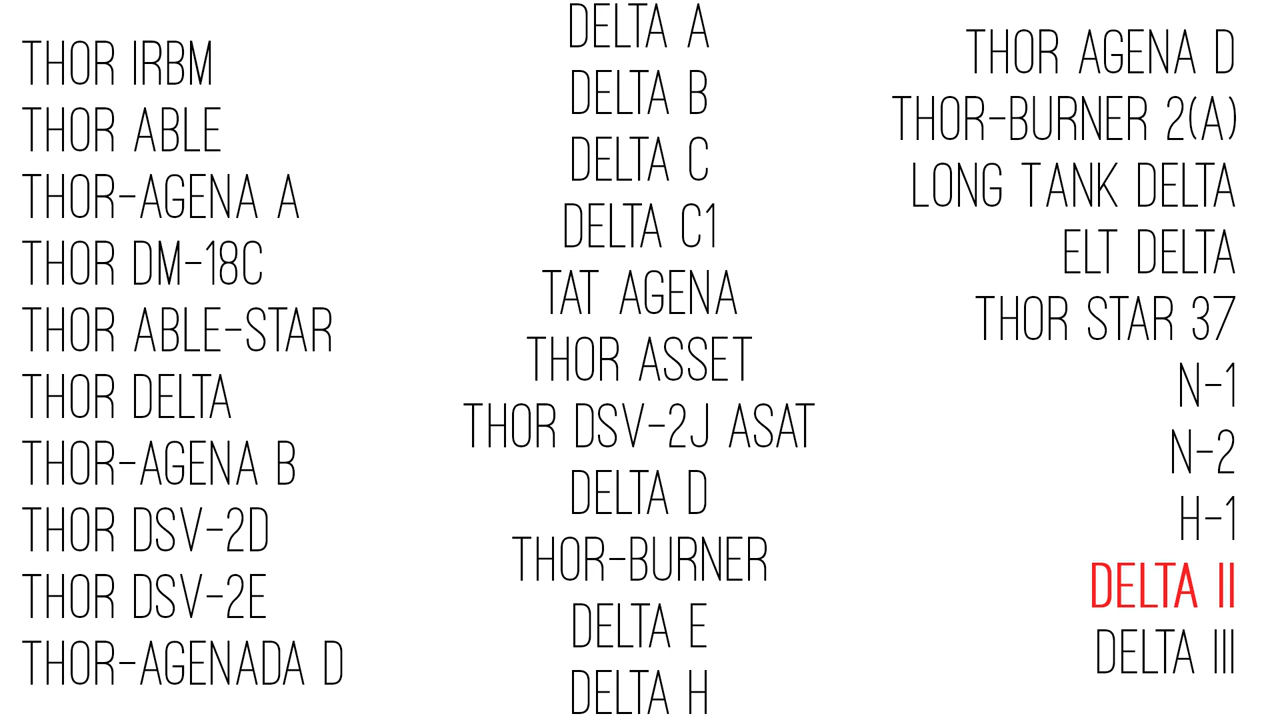 THOR IRBM
THOR ABLE
THOR-AGENA A
THOR DM-18C
THOR ABLE-STAR
THOR DELTA
THOR-AGENA B
THOR DSV-2D
THOR DSV-2E
THOR-AGENADA D
DELTA A
DELTA B
DELTA C
DELTA C1
TAT AGENA
THOR ASSET
THOR DSV-2J ASAT
DELTA D
THOR-BURNER
DELTA E
DELTA H
THOR AGENA D
THOR-BURNER 2(A)
LONG TANK DELTA
ELT DELTA
THOR STAR 37
N-1
N-2
H-1
DELTA II
DELTA III